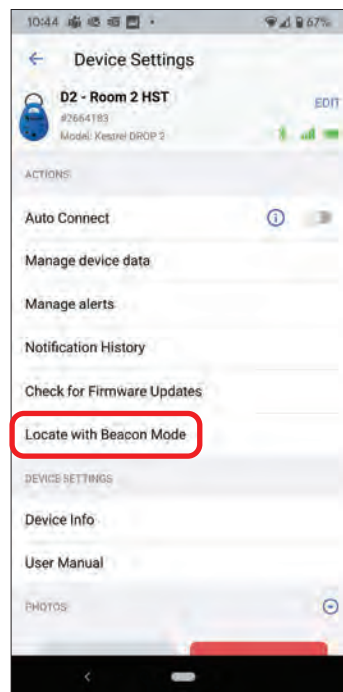 10:44
67%
Device Settings
D2 - Room 2 HST
EDIT
#2664183
Model: Kestrel DROP 2
ACTIONS
Auto Connect
Manage device data
Manage alerts
Notification History
Check for Firmware Updates
Locate with Beacon Mode
DEVICE SETTINGS
Device Info
User Manual
PHOTOS